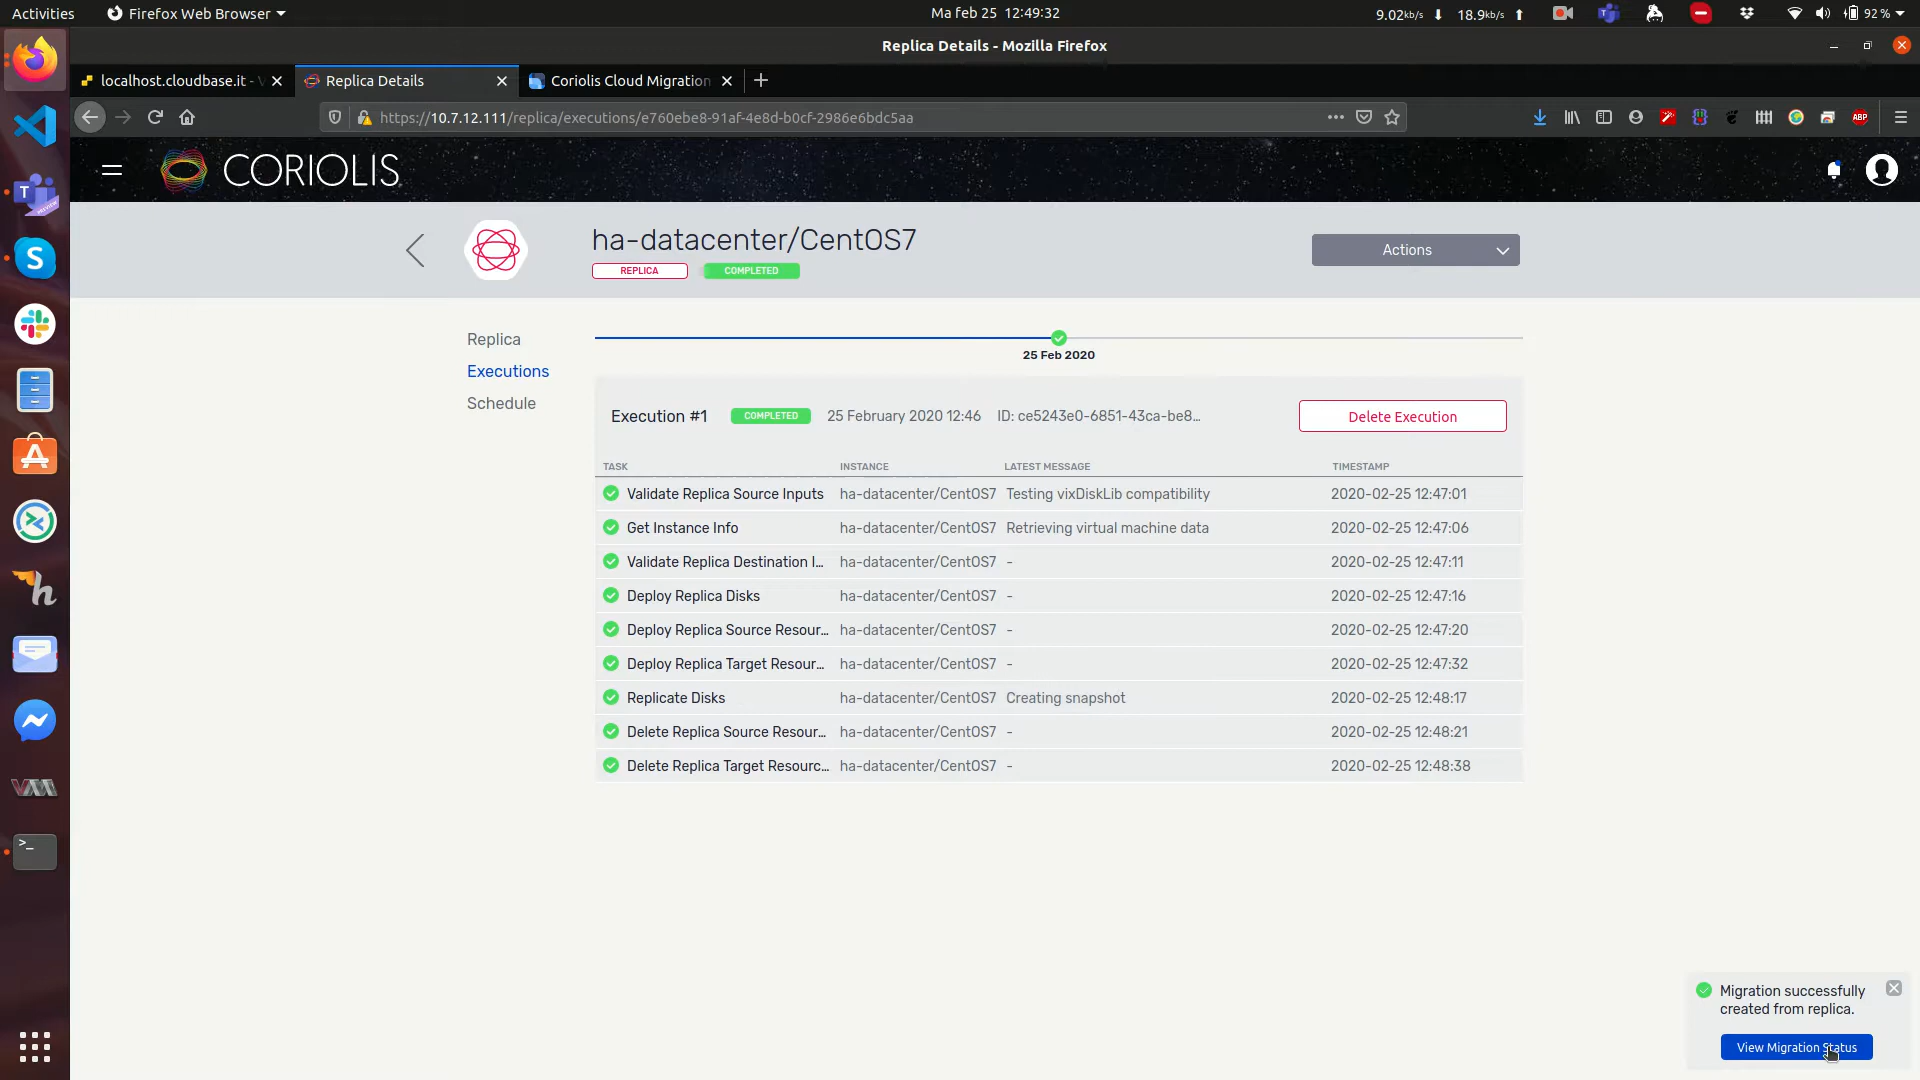 Activities
Firefox Web Browser
Ma feb 25 12:49:32
9.02kb/s
18.9kb/s
92 %
Replica Details - Mozilla Firefox
localhost.cloudbase.it -
Replica Details
Coriolis Cloud Migration
https://10.7.12.111/replica/executions/e760ebe8-91af-4e8d-b0cf-2986e6bdc5aa
ABP
CORIOLIS
ha-datacenter/CentOS7
REPLICA
COMPLETED
Actions
Replica
Executions
Schedule
25 Feb 2020
Execution #1
COMPLETED
25 February 2020 12:46
ID: ce5243e0-6851-43ca-be8...
Delete Execution
TASK INSTANCE LATEST MESSAGE TIMESTAMP
Validate Replica Source Inputs ha-datacenter/CentOS7 Testing vixDiskLib compatibility 2020-02-25 12:47:01
Get Instance Info ha-datacenter/CentOS7 Retrieving virtual machine data 2020-02-25 12:47:06
Validate Replica Destination I... ha-datacenter/CentOS7 - 2020-02-25 12:47:11
Deploy Replica Disks ha-datacenter/CentOS7 - 2020-02-25 12:47:16
Deploy Replica Source Resour... ha-datacenter/CentOS7 - 2020-02-25 12:47:20
Deploy Replica Target Resour... ha-datacenter/CentOS7 - 2020-02-25 12:47:32
Replicate Disks ha-datacenter/CentOS7 Creating snapshot 2020-02-25 12:48:17
Delete Replica Source Resour... ha-datacenter/CentOS7 - 2020-02-25 12:48:21
Delete Replica Target Resourc... ha-datacenter/CentOS7 - 2020-02-25 12:48:38
Migration successfully
created from replica.
View Migration Status